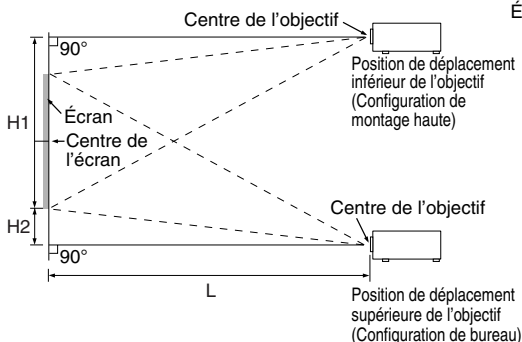 É
Centre de l'objectif
90°
Position de déplacement
inférieur de l'objectif
(Configuration de
montage haute)
H1
Écran
Centre de
l'écran
Centre de l'objectif
H2
90°
L
Position de déplacement
supérieure de l'objectif
(Configuration de bureau)